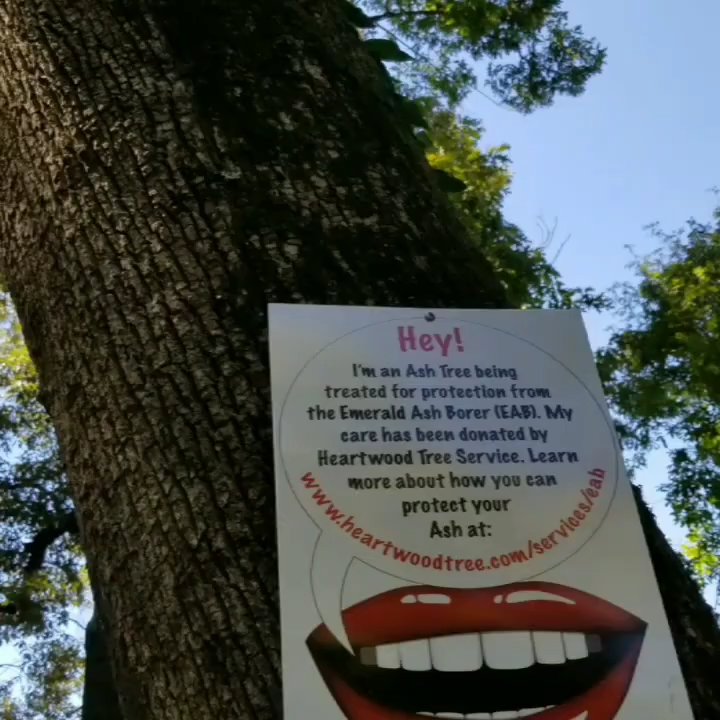 Hey!
I'm an Ash Tree being
treated for protection from
the Emerald Ash Borer (EAB). My
care has been donated by
Heartwood Tree Service. Learn
more about how you can
protect your
Ash at:
www.heartwoodtree.com/services/eab